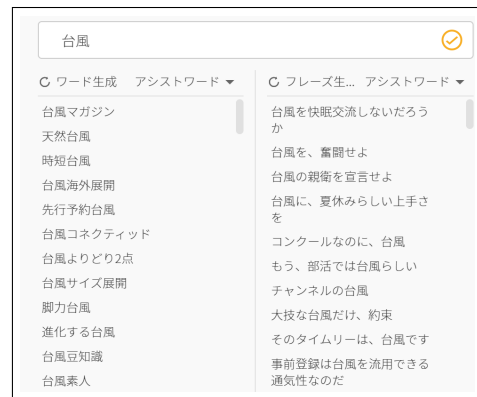 台風
ワード生成 アシストワード
台風マガジン
天然台風
時短台風
台風海外展開
先行予約台風
台風コネクティッド
台風よりどり2点
台風サイズ展開
脚力台風
進化する台風
台風豆知識
台風素人
フレーズ生... アシストワード
台風を快眠交流しないだろう
か
台風を、奮闘せよ
台風の親衛を宣言せよ
台風に、夏休みらしい上手さ
を
コンクールなのに、台風
もう、部活では台風らしい
チャンネルの台風
大技な台風だけ、約束
そのタイムリーは、台風です
事前登録は台風を流用できる
通気性なのだ